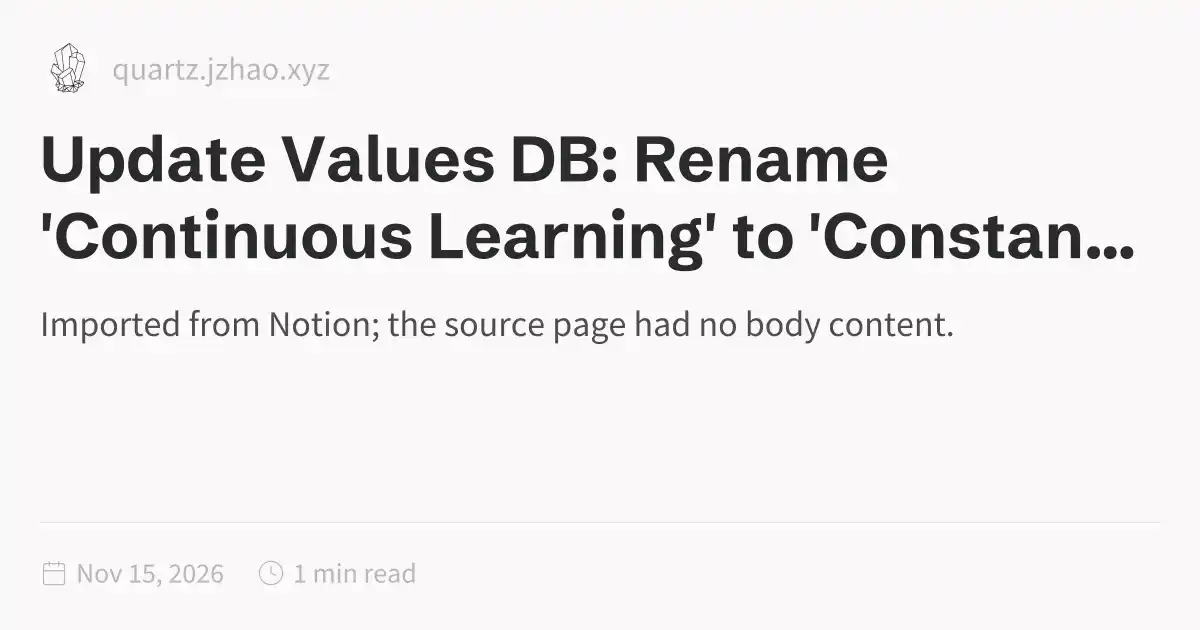 quartz.jzhao.xyz
Update Values DB: Rename
'Continuous Learning' to 'Constan...
Imported from Notion; the source page had no body content.
Nov 15, 2026 1 min read